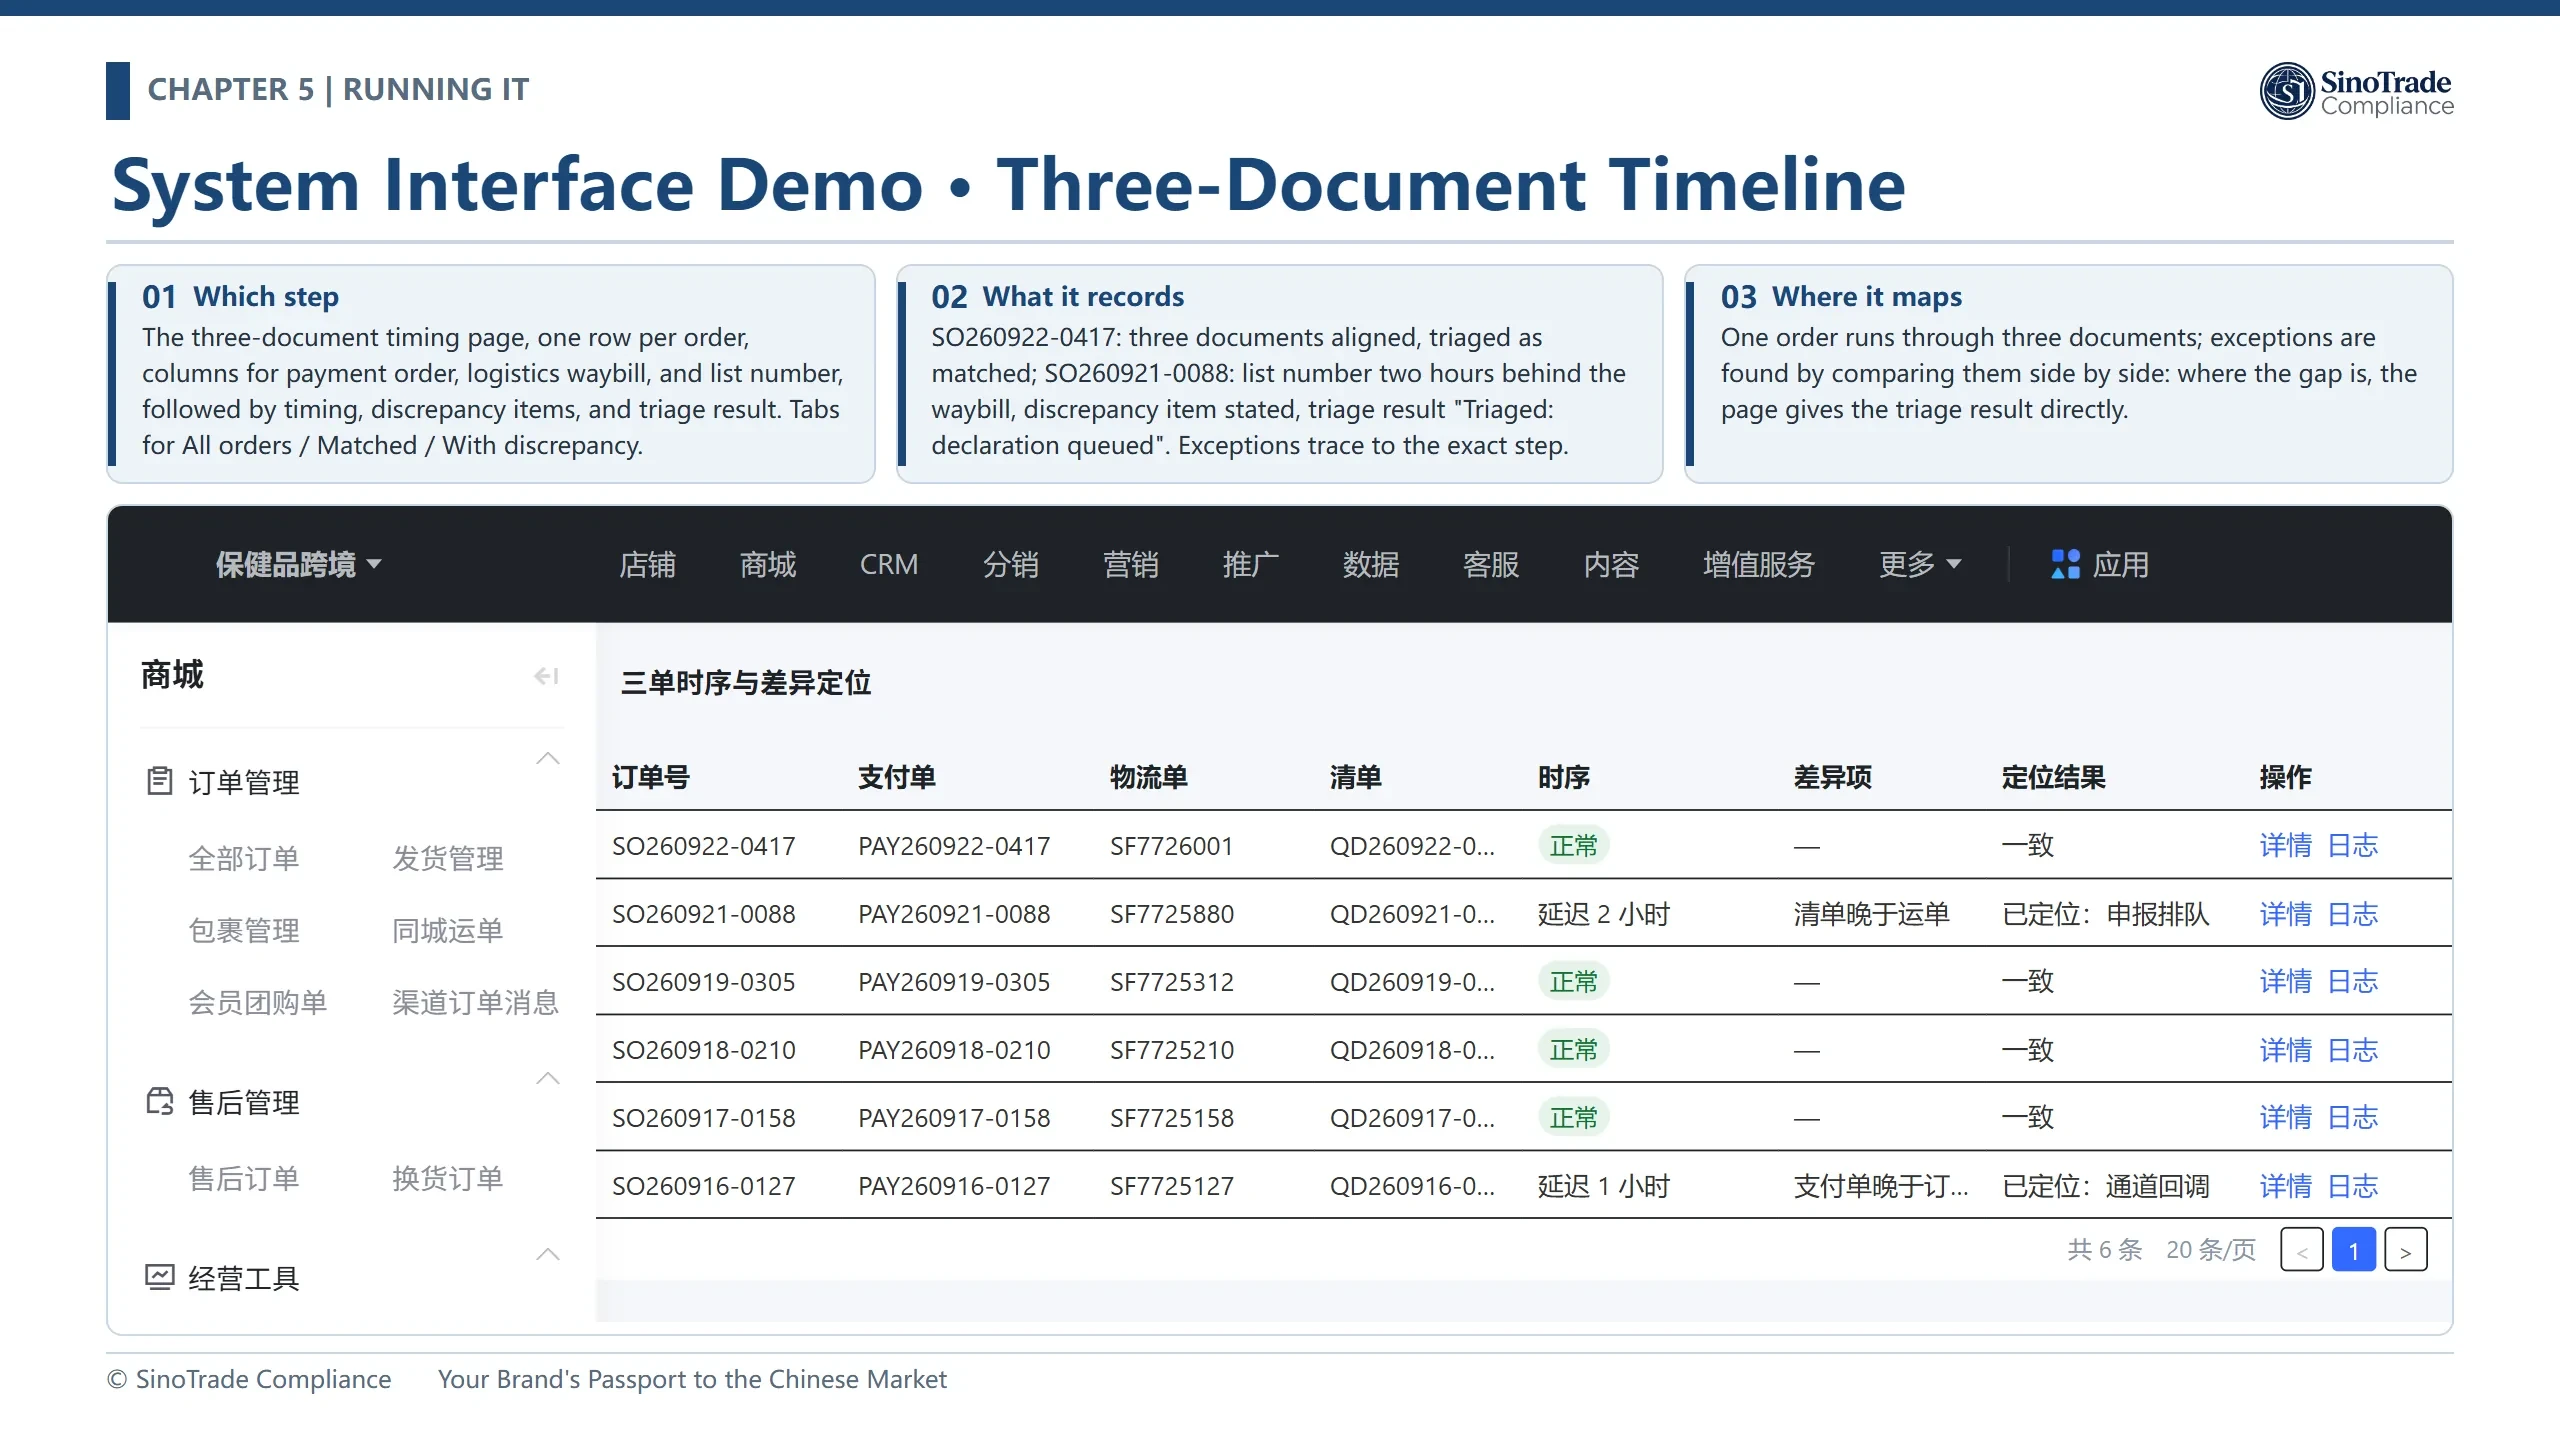 CHAPTER 5 | RUNNING IT
SinoTrade
Compliance
System Interface Demo • Three-Document Timeline
01 Which step
The three-document timing page, one row per order,
columns for payment order, logistics waybill, and list number,
followed by timing, discrepancy items, and triage result. Tabs
for All orders / Matched / With discrepancy.
02 What it records
SO260922-0417: three documents aligned, triaged as
matched; SO260921-0088: list number two hours behind the
waybill, discrepancy item stated, triage result "Triaged:
declaration queued". Exceptions trace to the exact step.
03 Where it maps
One order runs through three documents; exceptions are
found by comparing them side by side: where the gap is, the
page gives the triage result directly.
保健品跨境 店铺 商城 CRM 分销 营销 推广 数据 客服 内容 增值服务 更多 应用
商城
订单管理
全部订单 发货管理
包裹管理 同城运单
会员团购单 渠道订单消息
售后管理
售后订单 换货订单
经营工具
三单时序与差异定位
订单号 支付单 物流单 清单 时序 差异项 定位结果 操作
SO260922-0417 PAY260922-0417 SF7726001 QD260922-0... 正常 — 一致 详情 日志
SO260921-0088 PAY260921-0088 SF7725880 QD260921-0... 延迟 2 小时 清单晚于运单 已定位：申报排队 详情 日志
SO260919-0305 PAY260919-0305 SF7725312 QD260919-0... 正常 — 一致 详情 日志
SO260918-0210 PAY260918-0210 SF7725210 QD260918-0... 正常 — 一致 详情 日志
SO260917-0158 PAY260917-0158 SF7725158 QD260917-0... 正常 — 一致 详情 日志
SO260916-0127 PAY260916-0127 SF7725127 QD260916-0... 延迟 1 小时 支付单晚于订... 已定位：通道回调 详情 日志
共 6 条 20 条/页 < 1 >
© SinoTrade Compliance Your Brand's Passport to the Chinese Market